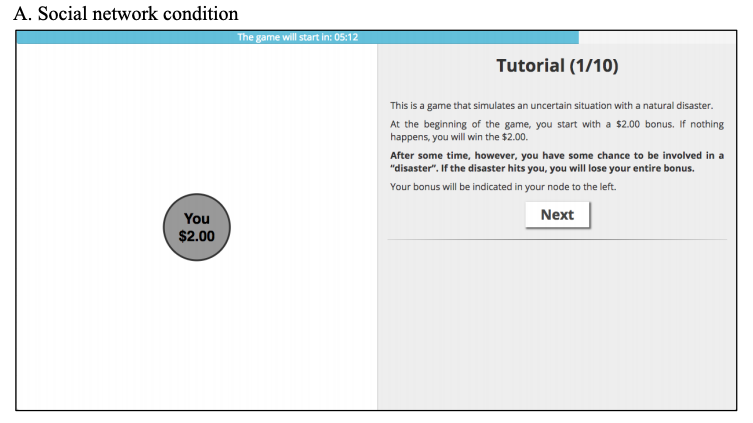 A. Social network condition
The game will start in: 05:12
You
$2.00
Tutorial (1/10)
This is a game that simulates an uncertain situation with a natural disaster.
At the beginning of the game, you start with a $2.00 bonus. If nothing
happens, you will win the $2.00.
After some time, however, you have some chance to be involved in a
"disaster". If the disaster hits you, you will lose your entire bonus.
Your bonus will be indicated in your node to the left.
Next